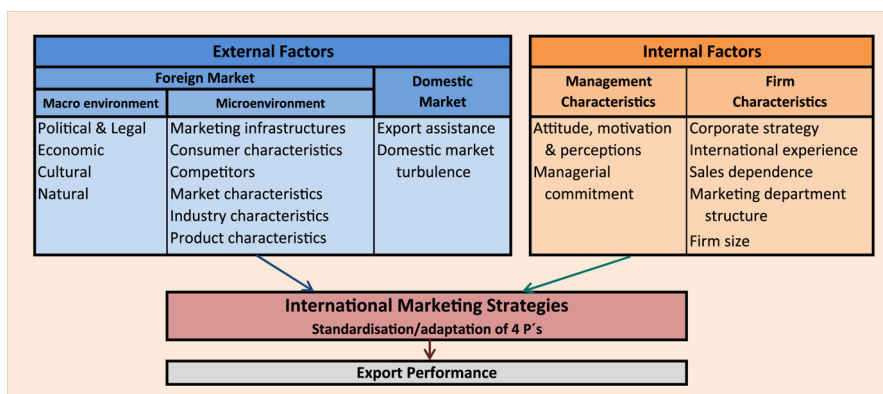 External Factors
Foreign Market
Domestic
Market
Macro environment
Microenvironment
Political & Legal
Economic
Cultural
Natural
Marketing infrastructures
Consumer characteristics
Competitors
Market characteristics
Industry characteristics
Product characteristics
Export assistance
Domestic market
turbulence
Internal Factors
Management
Characteristics
Firm
Characteristics
Attitude, motivation
& perceptions
Managerial
commitment
Corporate strategy
International experience
Sales dependence
Marketing department
structure
Firm size
International Marketing Strategies
Standardisation/adaptation of 4 P´s
Export Performance